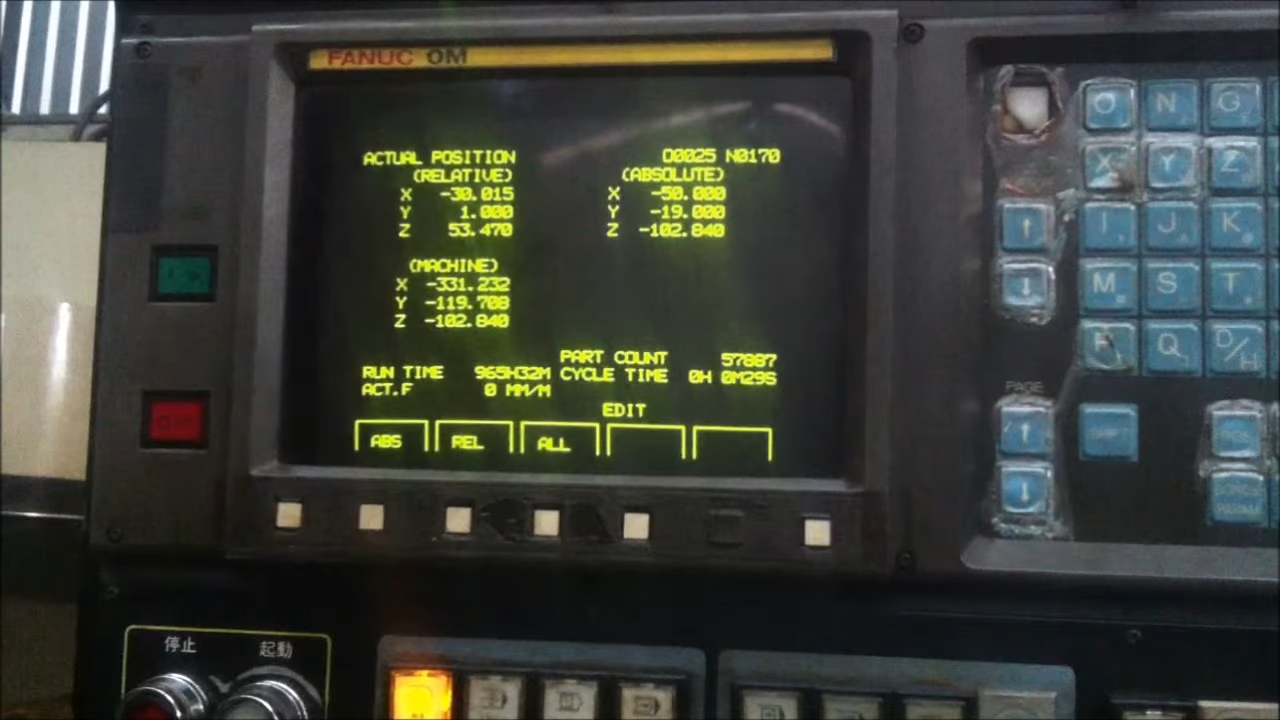 FANUC OM
ACTUAL POSITION O0025 N0170
(RELATIVE) (ABSOLUTE)
X -30.015 X -50.000
Y 1.000 Y -19.000
Z 53.470 Z -102.840
(MACHINE)
X -331.232
Y -119.708
Z -102.840
PART COUNT 57887
RUN TIME 965H32M CYCLE TIME 0H 0M29S
ACT.F 0 MM/M
EDIT
ABS REL ALL
O N G
X Y Z
↑ I J K
↓ M S T
Q D/H
PAGE
↑
↓
停止 起動